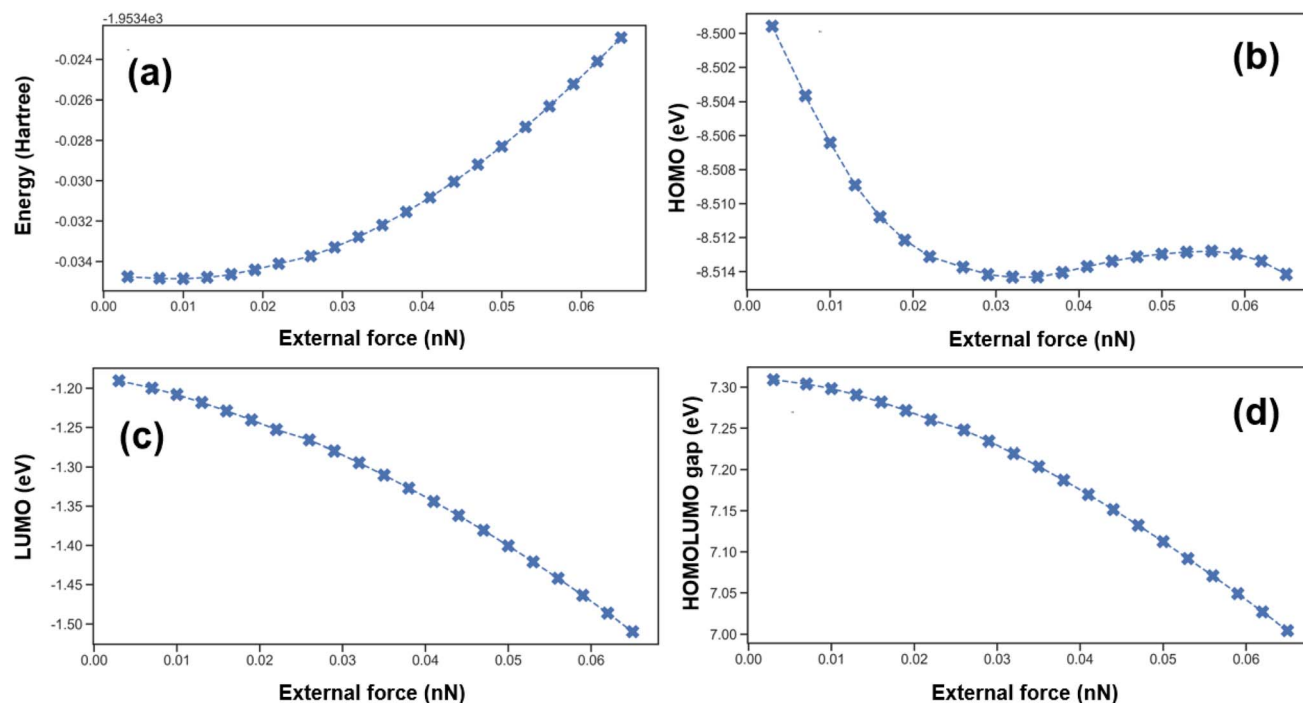 -1.9534e3
(a)
Energy (Hartree)
-0.024
-0.026
-0.028
-0.030
-0.032
-0.034
0.00 0.01 0.02 0.03 0.04 0.05 0.06
External force (nN)
(b)
HOMO (eV)
-8.500
-8.502
-8.504
-8.506
-8.508
-8.510
-8.512
-8.514
0.00 0.01 0.02 0.03 0.04 0.05 0.06
External force (nN)
(c)
LUMO (eV)
-1.20
-1.25
-1.30
-1.35
-1.40
-1.45
-1.50
0.00 0.01 0.02 0.03 0.04 0.05 0.06
External force (nN)
(d)
HOMOLUMO gap (eV)
7.30
7.25
7.20
7.15
7.10
7.05
7.00
0.00 0.01 0.02 0.03 0.04 0.05 0.06
External force (nN)